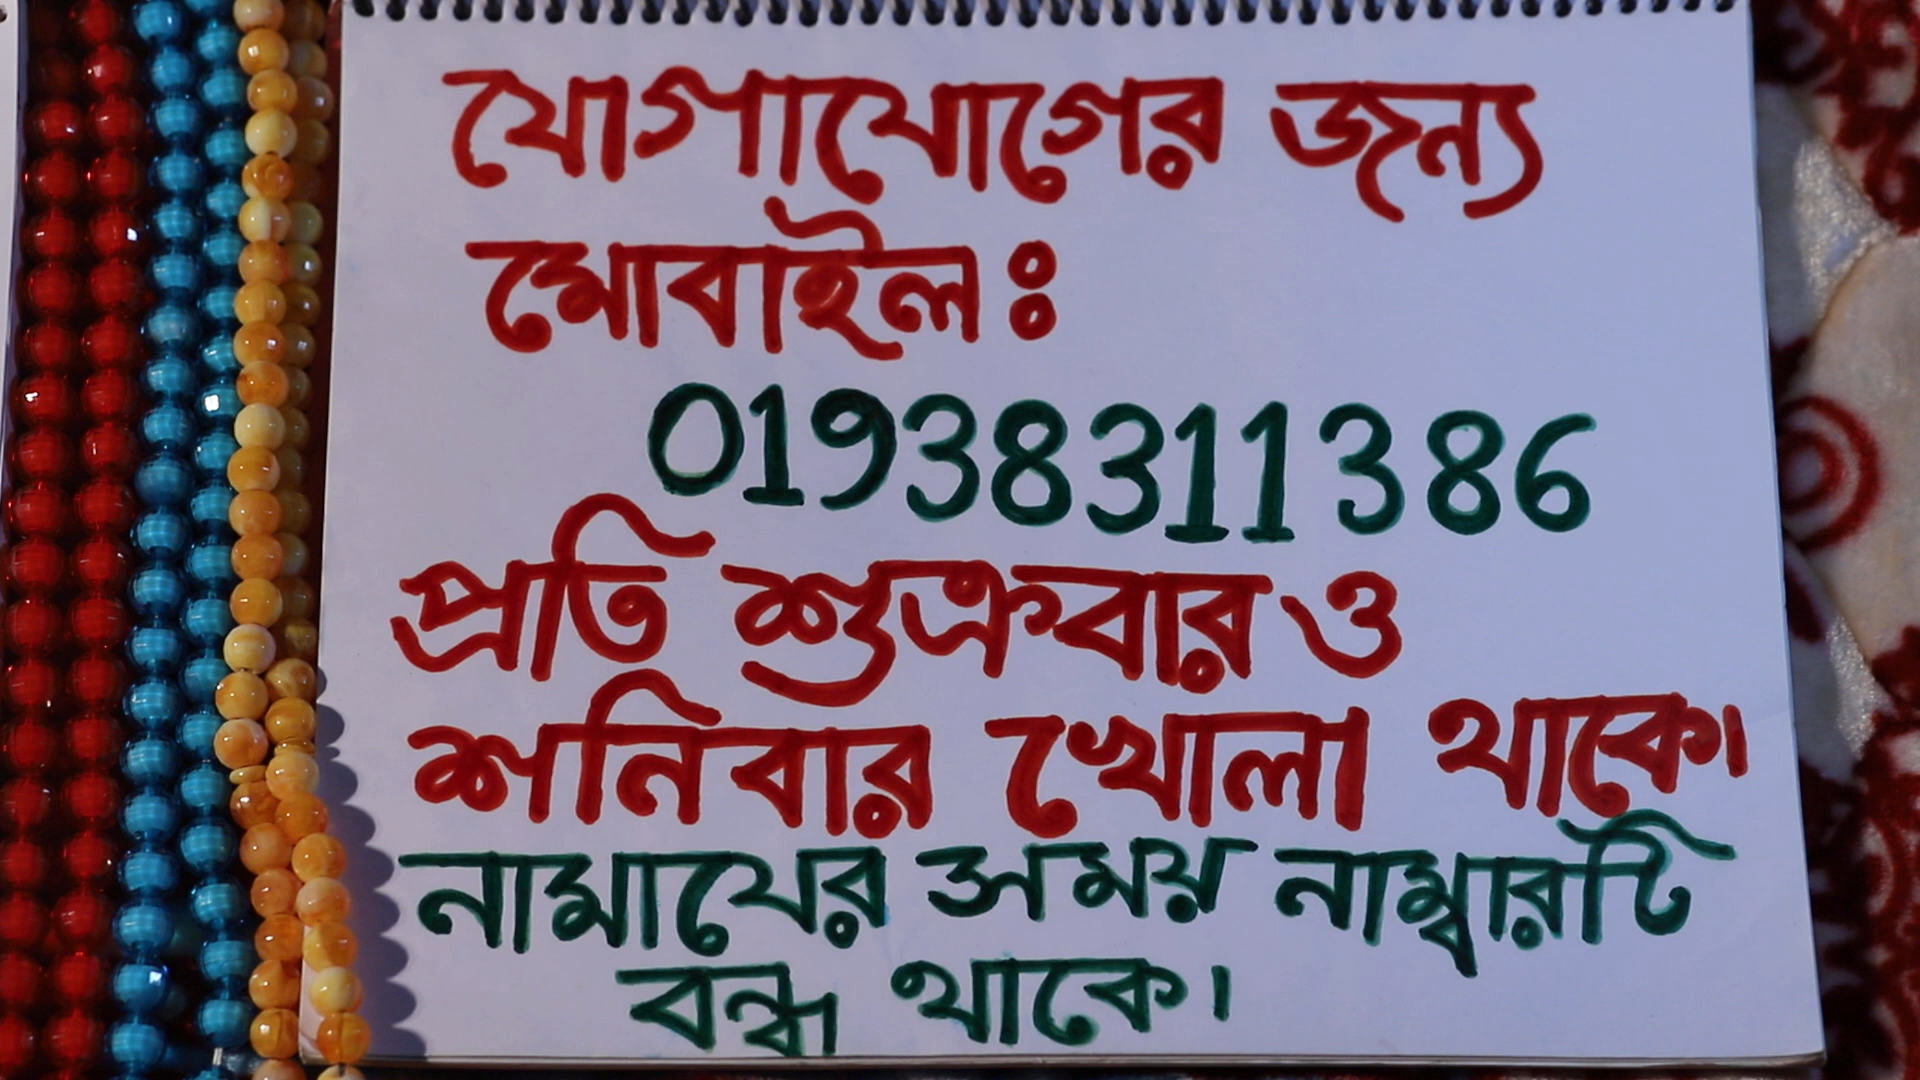 যোগাযোগের জন্য
মোবাইলঃ
01938311386
প্রতি শুক্রবার ও
শনিবার খোলা থাকে।
নামাযের সময় নাম্বারটি
বন্ধ থাকে।